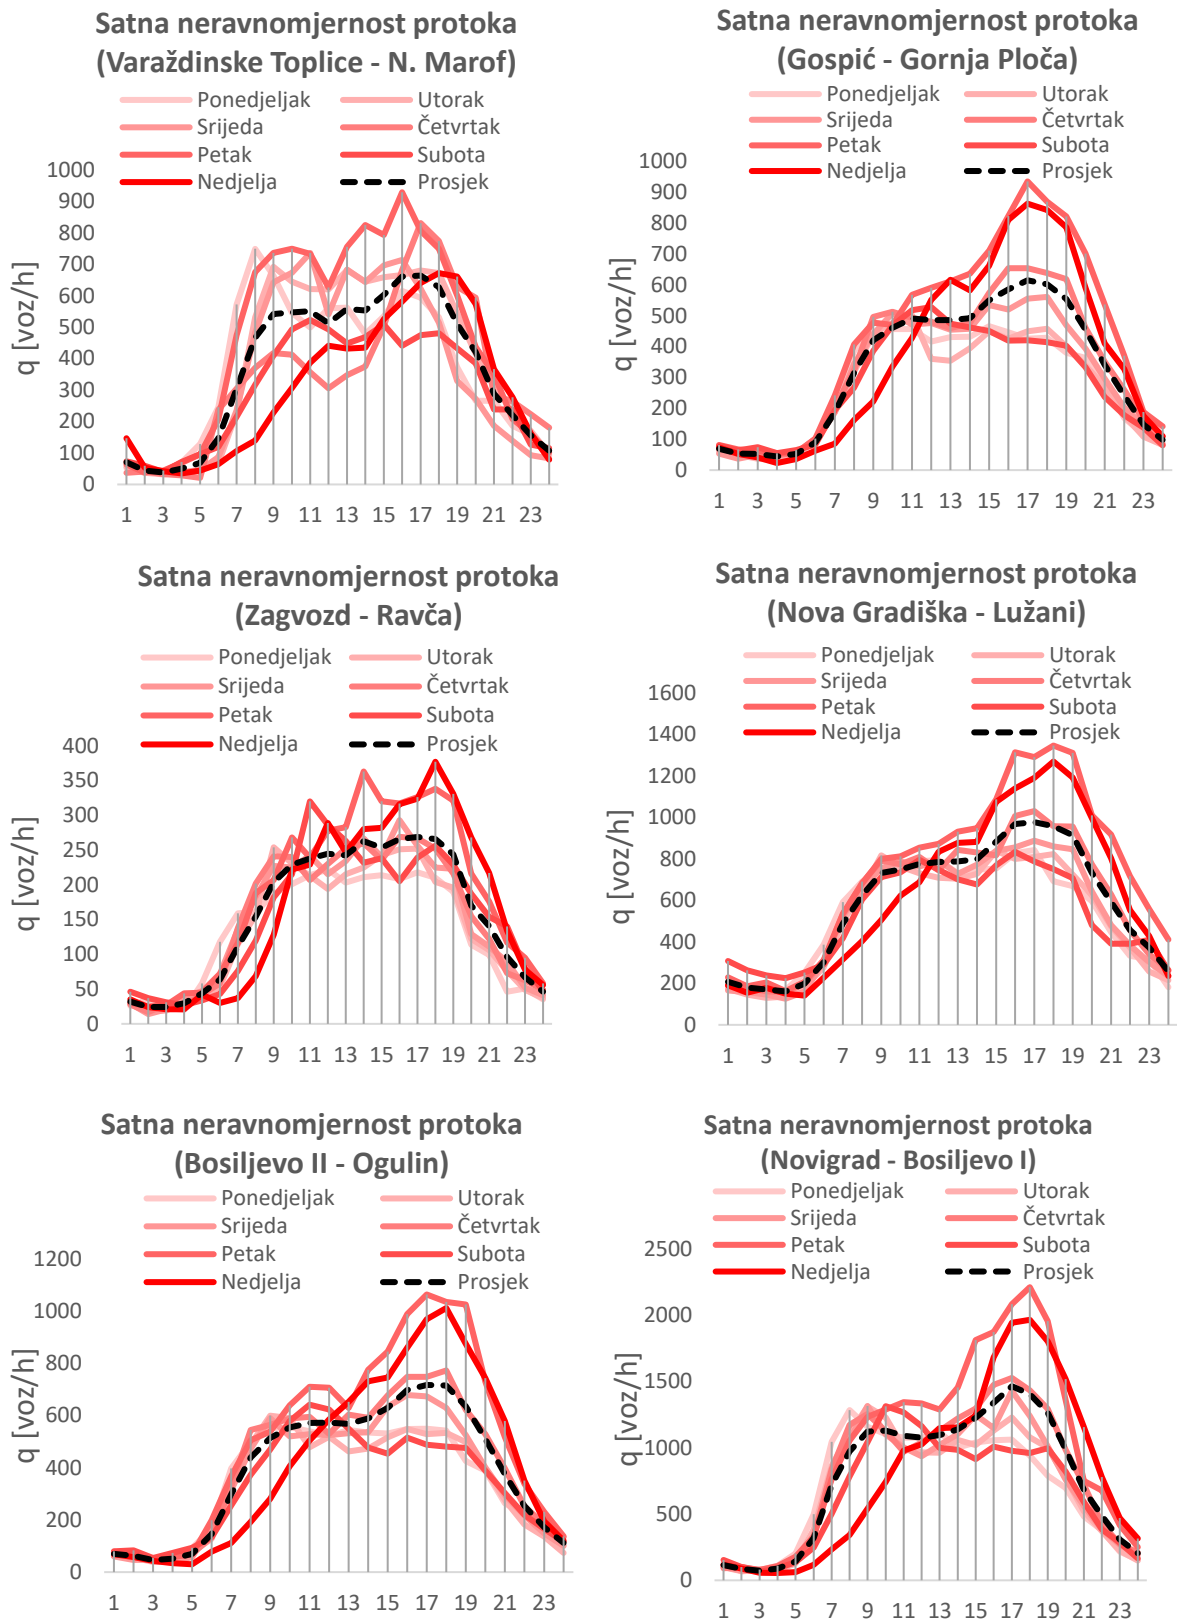 Satna neravnomjernost protoka
(Varaždinske Toplice - N. Marof)
Ponedjeljak Utorak
Srijeda Četvrtak
Petak Subota
Nedjelja Prosjek
q [voz/h]
1000
900
800
700
600
500
400
300
200
100
0
1 3 5 7 9 11 13 15 17 19 21 23
Satna neravnomjernost protoka
(Gospić - Gornja Ploča)
Ponedjeljak Utorak
Srijeda Četvrtak
Petak Subota
Nedjelja Prosjek
q [voz/h]
1000
900
800
700
600
500
400
300
200
100
0
1 3 5 7 9 11 13 15 17 19 21 23
Satna neravnomjernost protoka
(Zagvozd - Ravča)
Ponedjeljak Utorak
Srijeda Četvrtak
Petak Subota
Nedjelja Prosjek
q [voz/h]
400
350
300
250
200
150
100
50
0
1 3 5 7 9 11 13 15 17 19 21 23
Satna neravnomjernost protoka
(Nova Gradiška - Lužani)
Ponedjeljak Utorak
Srijeda Četvrtak
Petak Subota
Nedjelja Prosjek
q [voz/h]
1600
1400
1200
1000
800
600
400
200
0
1 3 5 7 9 11 13 15 17 19 21 23
Satna neravnomjernost protoka
(Bosiljevo II - Ogulin)
Ponedjeljak Utorak
Srijeda Četvrtak
Petak Subota
Nedjelja Prosjek
q [voz/h]
1200
1000
800
600
400
200
0
1 3 5 7 9 11 13 15 17 19 21 23
Satna neravnomjernost protoka
(Novigrad - Bosiljevo I)
Ponedjeljak Utorak
Srijeda Četvrtak
Petak Subota
Nedjelja Prosjek
q [voz/h]
2500
2000
1500
1000
500
0
1 3 5 7 9 11 13 15 17 19 21 23